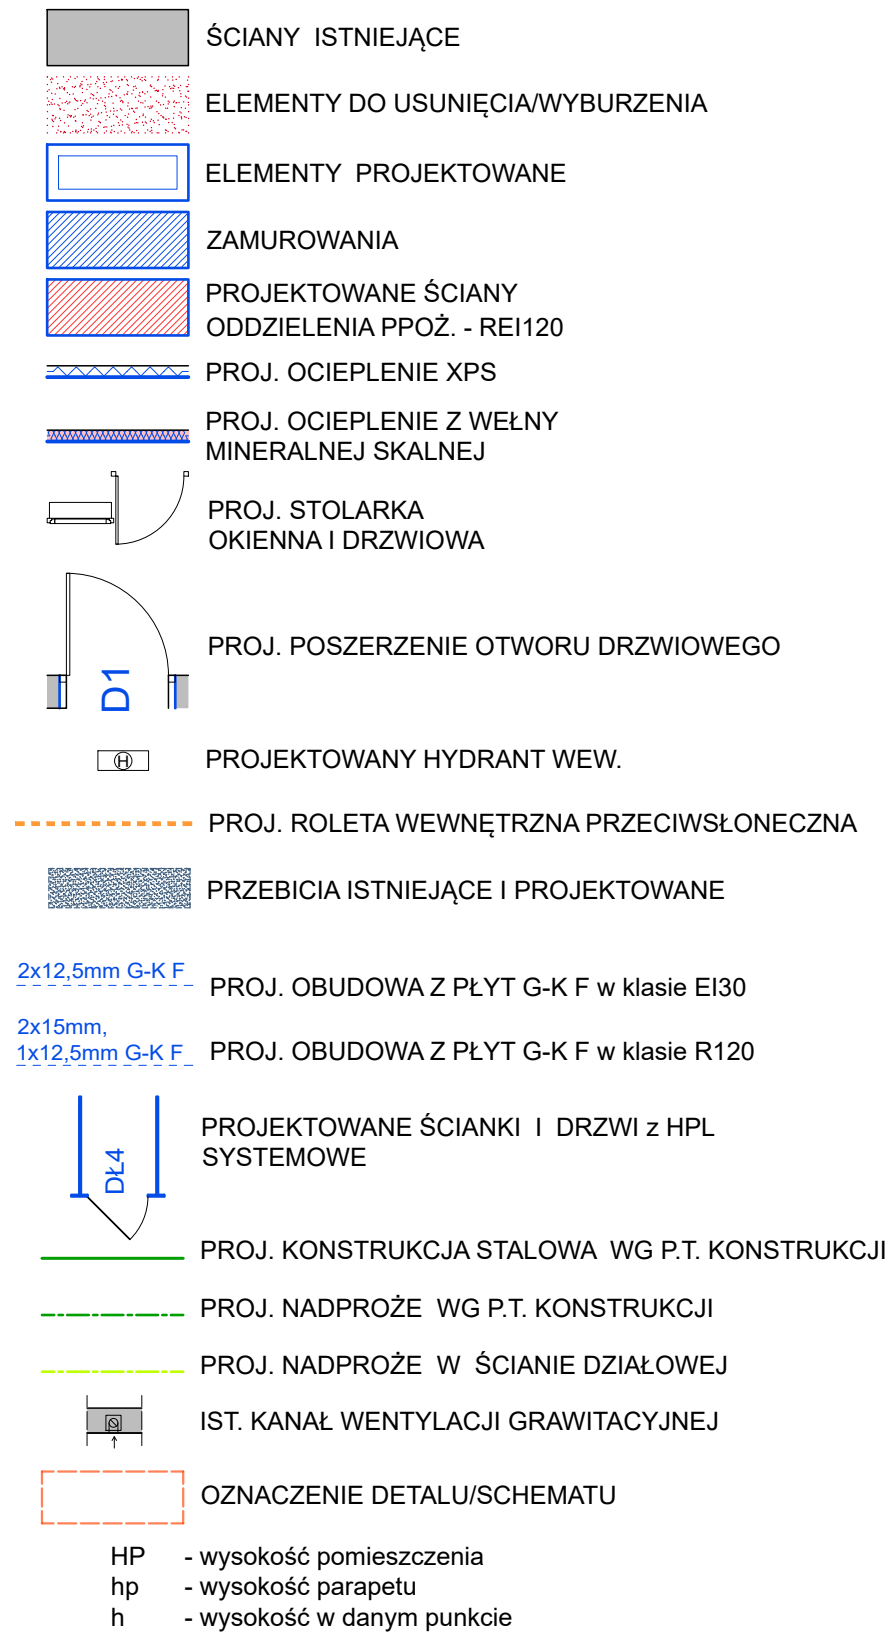 ŚCIANY ISTNIEJĄCE
ELEMENTY DO USUNIĘCIA/WYBURZENIA
ELEMENTY PROJEKTOWANE
ZAMUROWANIA
PROJEKTOWANE ŚCIANY
ODDZIELENIA PPOŻ. - REI120
PROJ. OCIEPLENIE XPS
PROJ. OCIEPLENIE Z WEŁNY
MINERALNEJ SKALNEJ
PROJ. STOLARKA
OKIENNA I DRZWIOWA
D1
PROJ. POSZERZENIE OTWORU DRZWIOWEGO
H
PROJEKTOWANY HYDRANT WEW.
PROJ. ROLETA WEWNĘTRZNA PRZECIWSŁONECZNA
PRZEBICIA ISTNIEJĄCE I PROJEKTOWANE
2x12,5mm G-K F
PROJ. OBUDOWA Z PŁYT G-K F w klasie EI30
2x15mm,
1x12,5mm G-K F
PROJ. OBUDOWA Z PŁYT G-K F w klasie R120
DŁ4
PROJEKTOWANE ŚCIANKI I DRZWI z HPL
SYSTEMOWE
PROJ. KONSTRUKCJA STALOWA WG P.T. KONSTRUKCJI
PROJ. NADPROŻE WG P.T. KONSTRUKCJI
PROJ. NADPROŻE W ŚCIANIE DZIAŁOWEJ
IST. KANAŁ WENTYLACJI GRAWITACYJNEJ
OZNACZENIE DETALU/SCHEMATU
HP - wysokość pomieszczenia
hp - wysokość parapetu
h - wysokość w danym punkcie